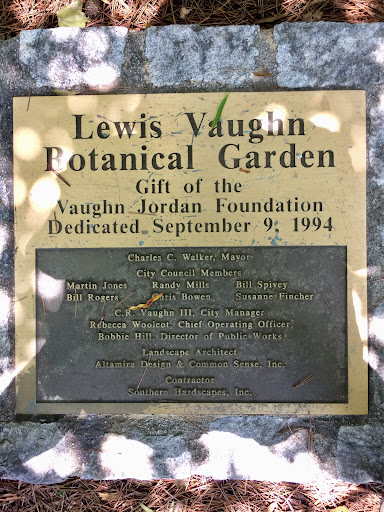 Lewis Vaughn
Botanical Garden
Gift of the
Vaughn Jordan Foundation
Dedicated September 9, 1994
Charles C. Walker, Mayor
City Council Members
Martin Jones Randy Mills Bill Spivey
Bill Rogers Chris Bowen Susanne Fincher
C.R. Vaughn III, City Manager
Rebecca Woolcot, Chief Operating Officer
Bobbie Hill, Director of Public Works
Landscape Architect
Altamira Design & Common Sense, Inc.
Contractor
Southern Hardscapes, Inc.